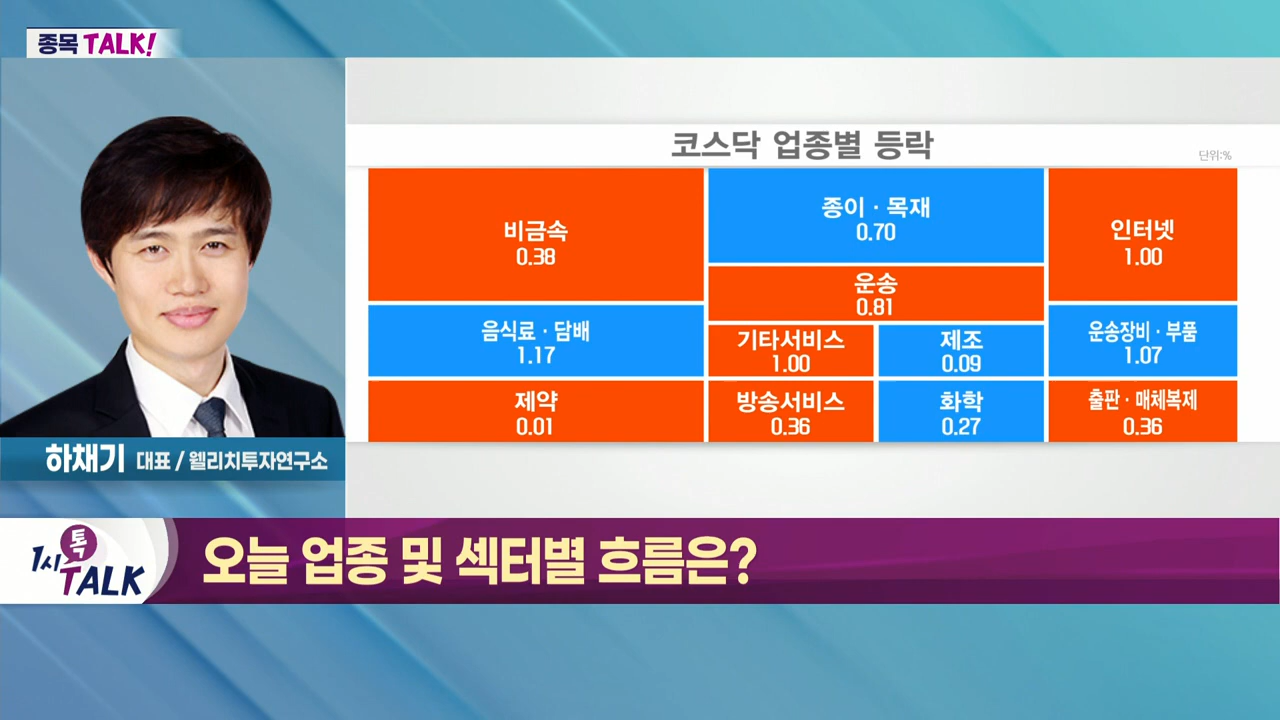 종목 TALK!
코스닥 업종별 등락
단위:%
비금속
0.38
종이 · 목재
0.70
인터넷
1.00
운송
0.81
음식료 · 담배
1.17
기타서비스
1.00
제조
0.09
운송장비 · 부품
1.07
제약
0.01
방송서비스
0.36
화학
0.27
출판 · 매체복제
0.36
하채기 대표 / 웰리치투자연구소
1시 톡 TALK
오늘 업종 및 섹터별 흐름은?